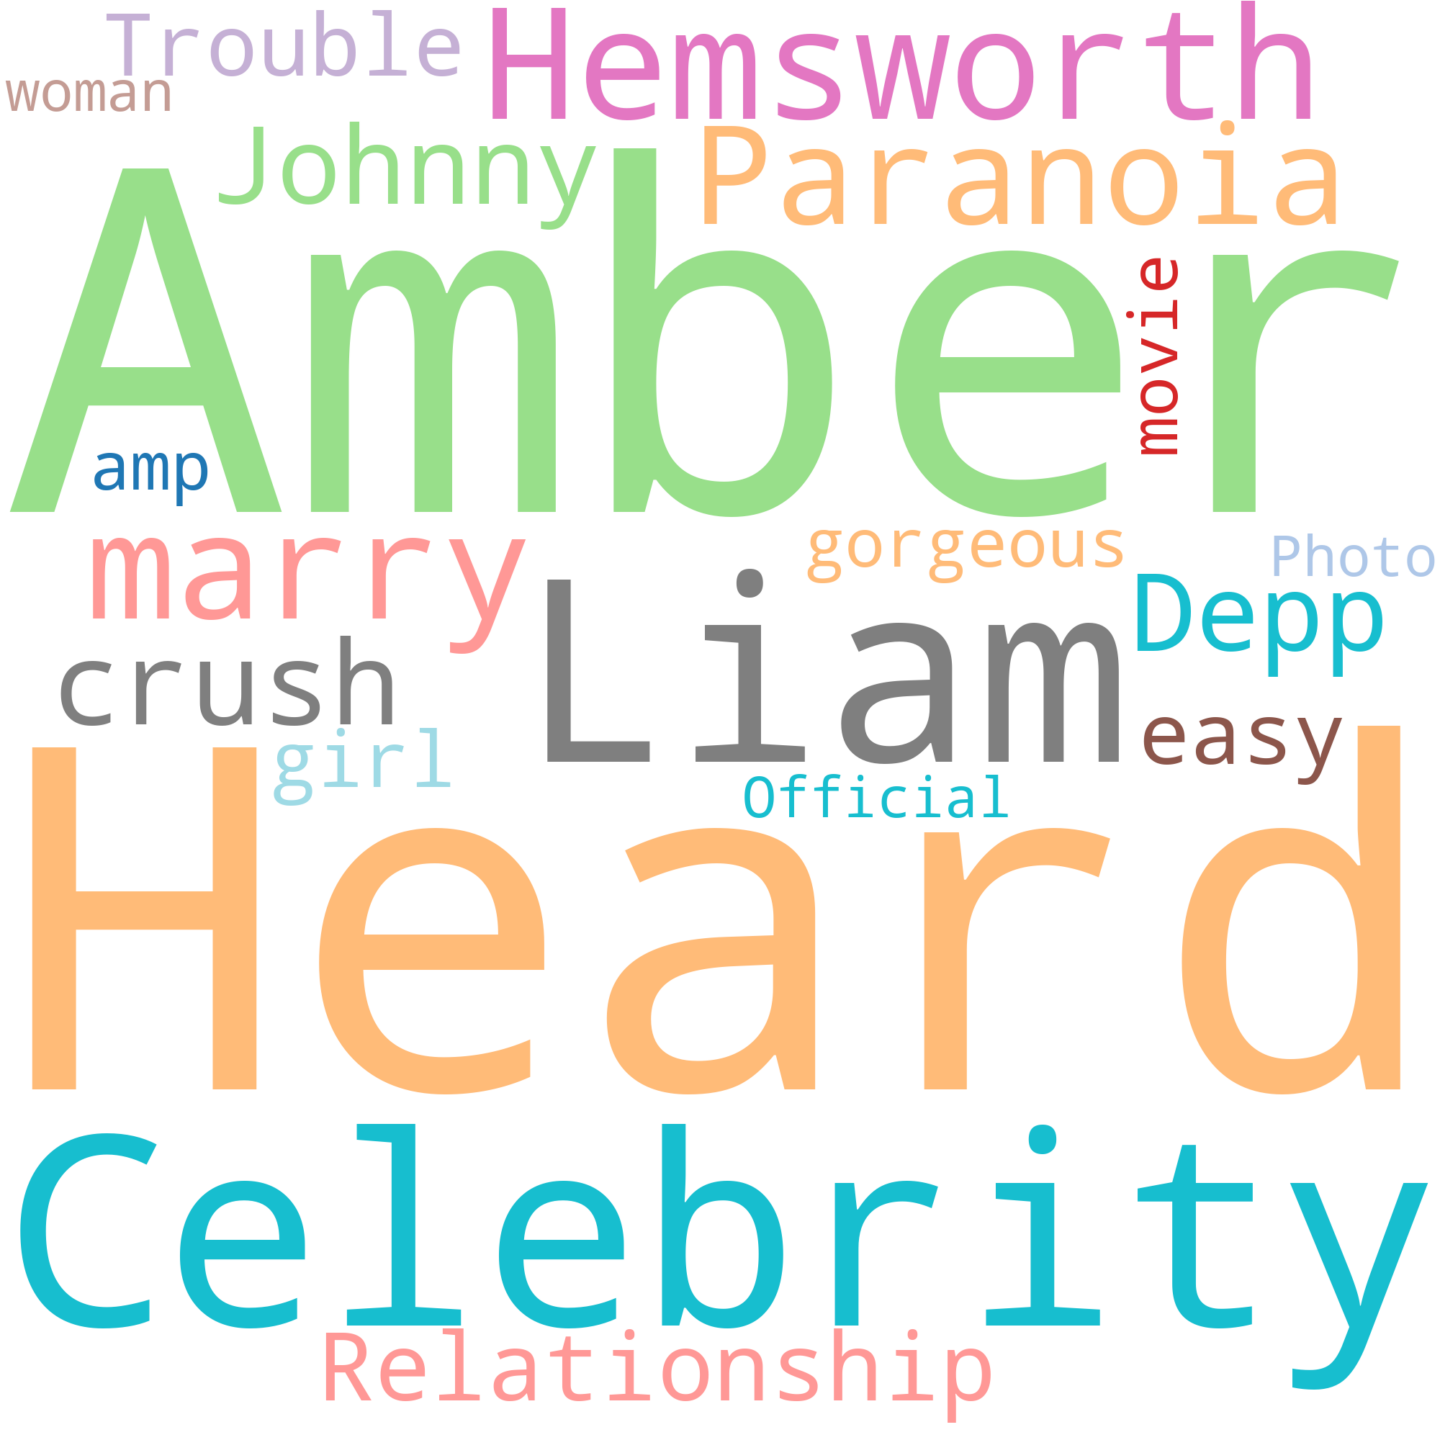 Trouble
Hemsworth
woman
Johnny
Paranoia
Amber
movie
amp
marry
gorgeous
Photo
Liam
Depp
crush
easy
girl
Official
Heard
Celebrity
Relationship